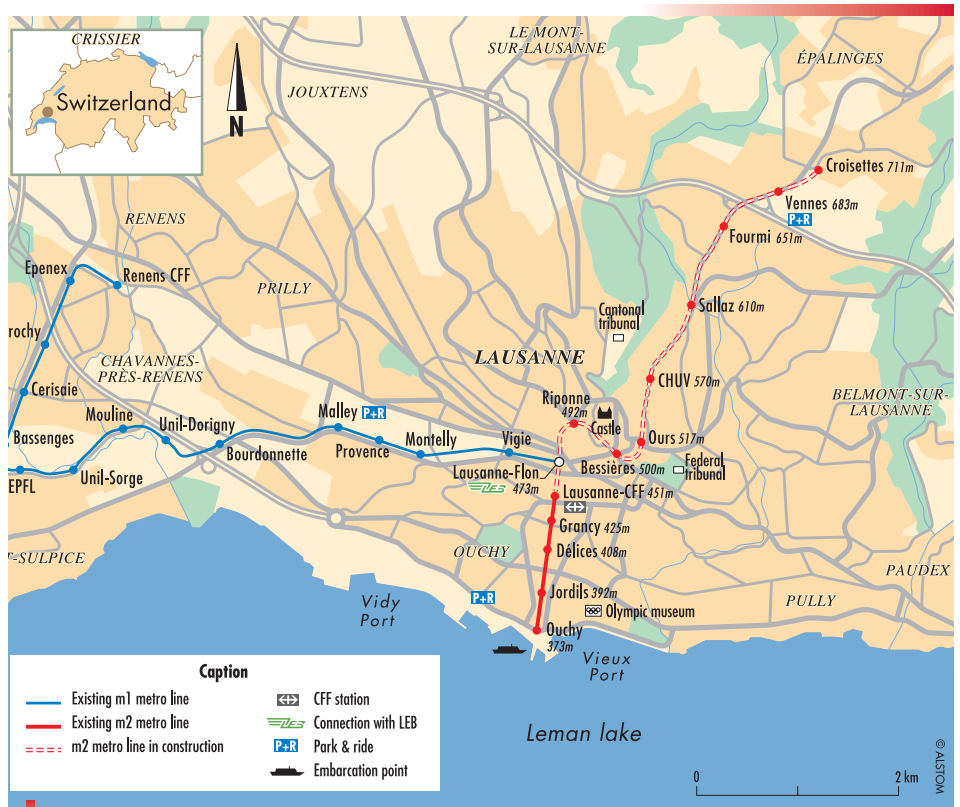 CRISSIER
Switzerland
N
LE MONT-
SUR-LAUSANNE
ÉPALINGES
JOUXTENS
Croisettes 711m
Vennes 683m
P+R
Fourmi 651m
RENENS
Epenex
Renens CFF
PRILLY
Sallaz 610m
Cantonal
tribunal
rochy
LAUSANNE
CHAVANNES-
PRÈS-RENENS
CHUV 570m
Cerisaie
Riponne
492m
BELMONT-SUR-
LAUSANNE
Mouline
Malley P+R
Castle
Bassenges
Unil-Dorigny
Ours 517m
Provence
Montelly
Vigie
Bourdonnette
Bessières 500m
Federal
tribunal
EPFL
Unil-Sorge
Lausanne-Flon
473m
LEB
Lausanne-CFF 451m
Grancy 425m
T-SULPICE
OUCHY
Délices 408m
PAUDEX
Jordils 392m
P+R
Vidy
Port
Olympic museum
PULLY
Ouchy
373m
Vieux
Port
Caption
Existing m1 metro line
CFF station
Existing m2 metro line
LEB
Connection with LEB
m2 metro line in construction
P+R
Park & ride
Embarcation point
Leman lake
0
2 km
© ALSTOM